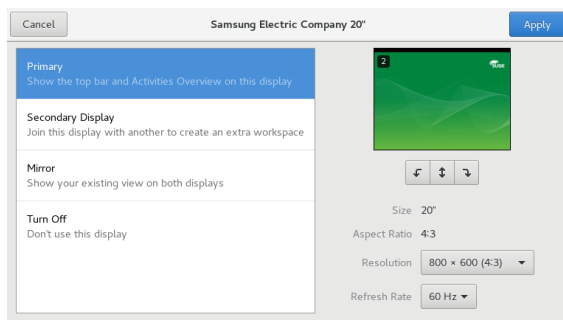 Cancel
Samsung Electric Company 20"
Apply
Primary
Show the top bar and Activities Overview on this display
Secondary Display
Join this display with another to create an extra workspace
Mirror
Show your existing view on both displays
Turn Off
Don't use this display
2
SUSE
Size 20"
Aspect Ratio 4:3
Resolution 800 × 600 (4:3)
Refresh Rate 60 Hz